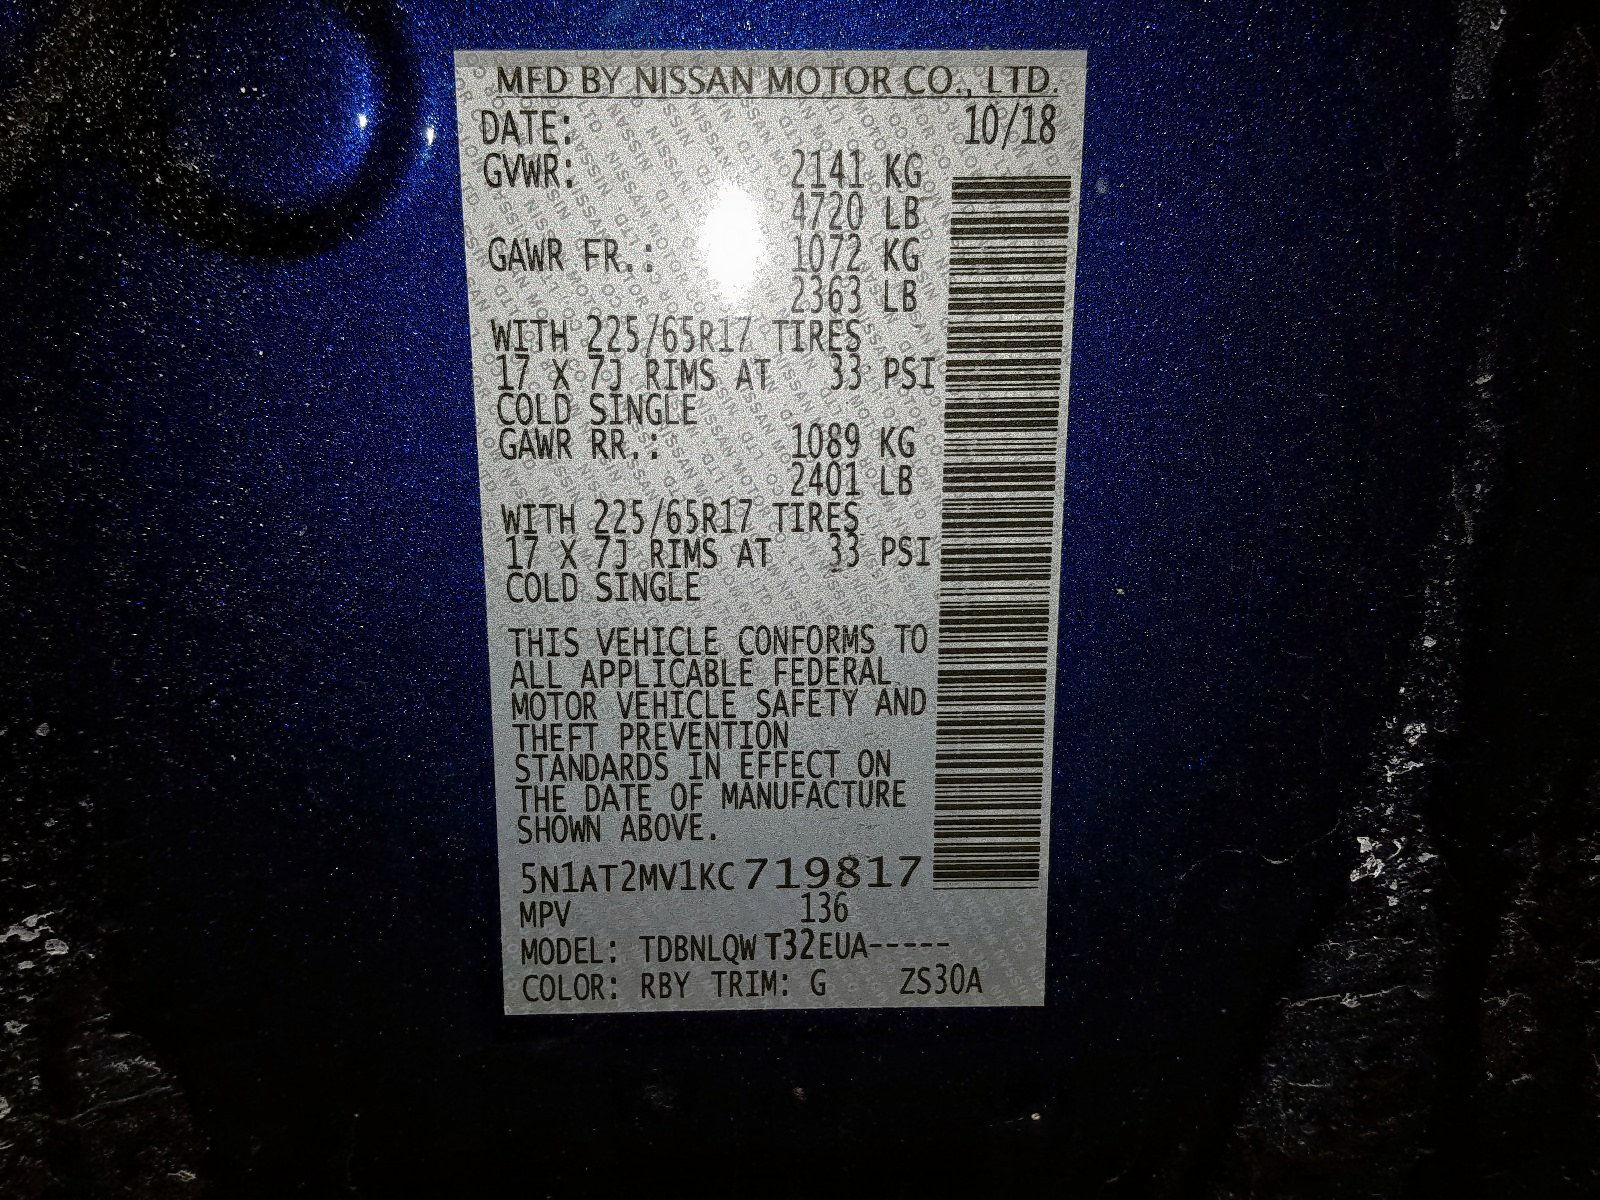 MFD BY NISSAN MOTOR CO., LTD.
DATE: 10/18
GVWR: 2141 KG
4720 LB
GAWR FR.: 1072 KG
2363 LB
WITH 225/65R17 TIRES
17 X 7J RIMS AT 33 PSI
COLD SINGLE
GAWR RR.: 1089 KG
2401 LB
WITH 225/65R17 TIRES
17 X 7J RIMS AT 33 PSI
COLD SINGLE
THIS VEHICLE CONFORMS TO
ALL APPLICABLE FEDERAL
MOTOR VEHICLE SAFETY AND
THEFT PREVENTION
STANDARDS IN EFFECT ON
THE DATE OF MANUFACTURE
SHOWN ABOVE.
5N1AT2MV1KC719817
MPV 136
MODEL: TDBNLQW T32EUA-----
COLOR: RBY TRIM: G ZS30A